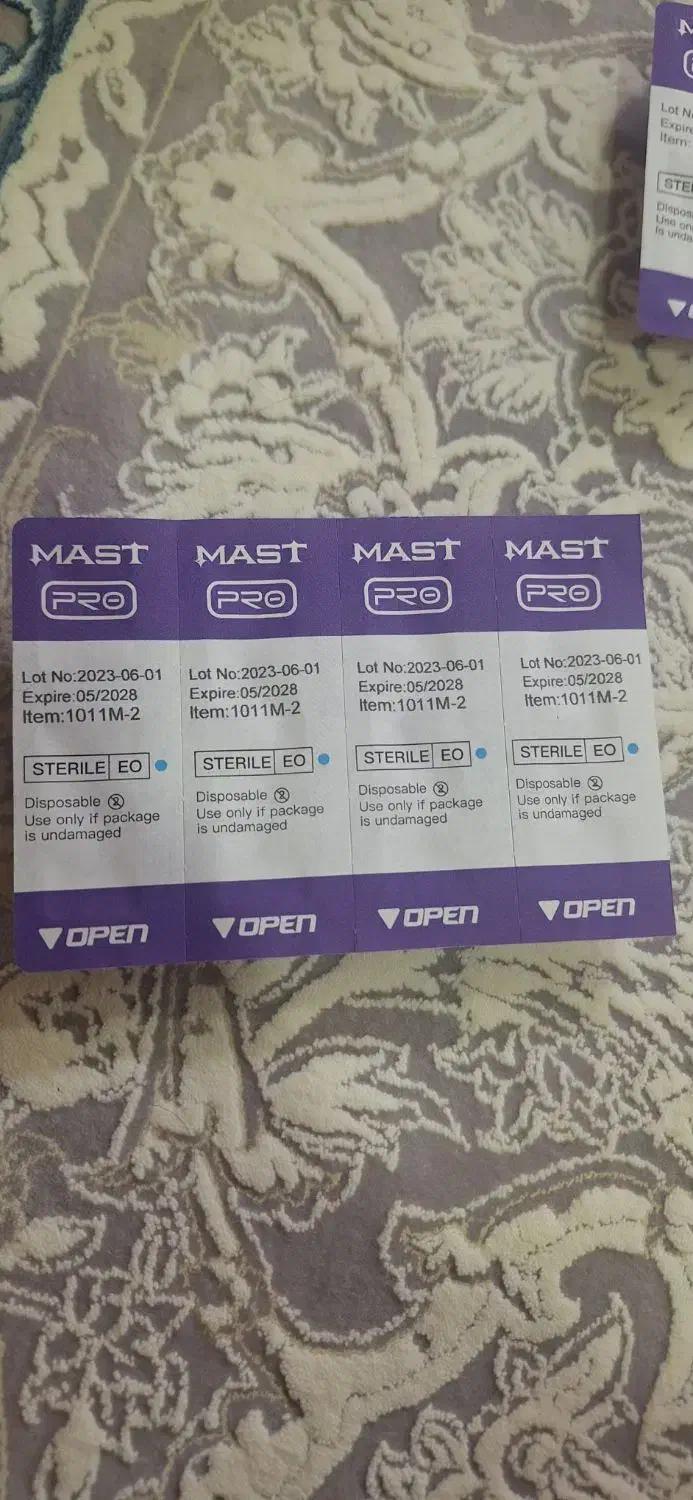 MAST
PRO
Lot No:2023-06-01
Expire:05/2028
Item:1011M-2
STERILE EO
Disposable
Use only if package
is undamaged
OPEN
MAST
PRO
Lot No:2023-06-01
Expire:05/2028
Item:1011M-2
STERILE EO
Disposable
Use only if package
is undamaged
OPEN
MAST
PRO
Lot No:2023-06-01
Expire:05/2028
Item:1011M-2
STERILE EO
Disposable
Use only if package
is undamaged
OPEN
MAST
PRO
Lot No:2023-06-01
Expire:05/2028
Item:1011M-2
STERILE EO
Disposable
Use only if package
is undamaged
OPEN
Lot
Item:
Use
is